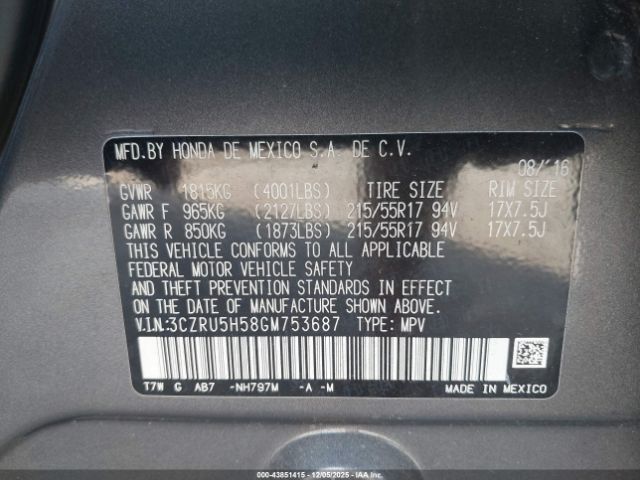 MFD.BY HONDA DE MEXICO S.A. DE C.V.
08/'16
GVWR 1815KG (4001LBS) TIRE SIZE RIM SIZE
GAWR F 965KG (2127LBS) 215/55R17 94V 17X7.5J
GAWR R 850KG (1873LBS) 215/55R17 94V 17X7.5J
THIS VEHICLE CONFORMS TO ALL APPLICABLE
FEDERAL MOTOR VEHICLE SAFETY
AND THEFT PREVENTION STANDARDS IN EFFECT
ON THE DATE OF MANUFACTURE SHOWN ABOVE.
V.I.N:3CZRU5H58GM753687 TYPE: MPV
T7W G AB7 -NH797M -A -M MADE IN MEXICO
000-43851415 - 12/05/2025 - IAAI.COM